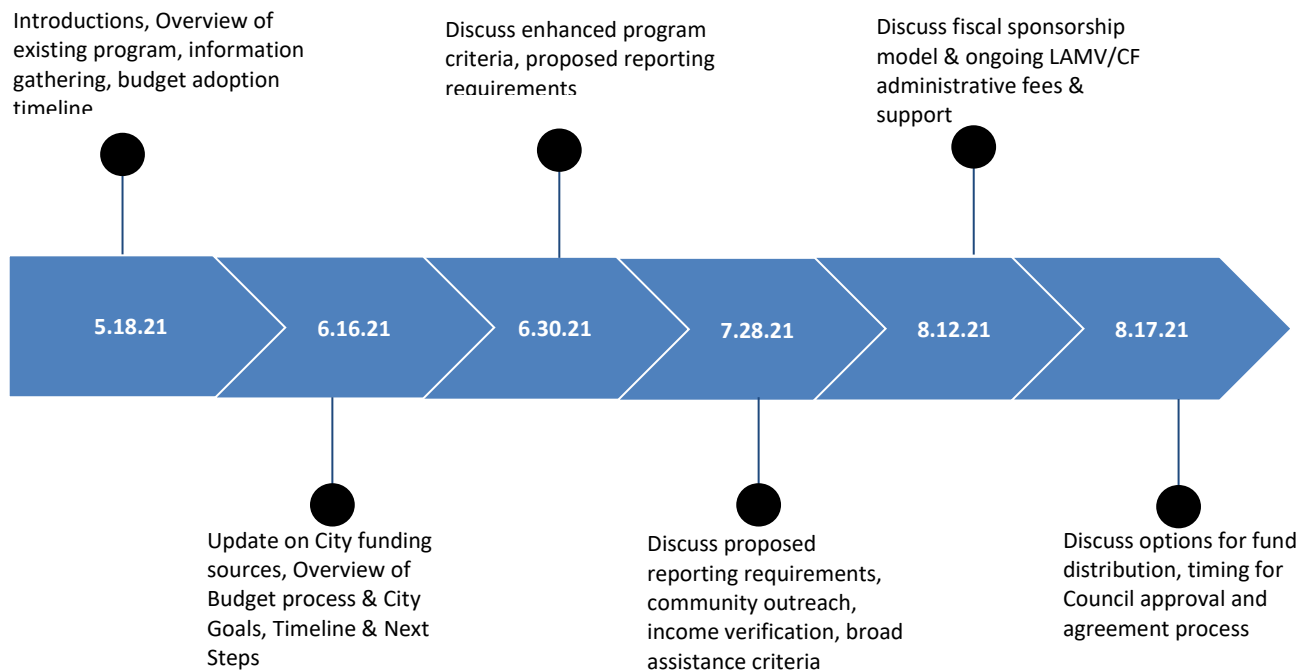 Introductions, Overview of
existing program, information
gathering, budget adoption
timeline
Discuss enhanced program
criteria, proposed reporting
requirements
Discuss fiscal sponsorship
model & ongoing LAMV/CF
administrative fees &
support
5.18.21
6.16.21
6.30.21
7.28.21
8.12.21
8.17.21
Update on City funding
sources, Overview of
Budget process & City
Goals, Timeline & Next
Steps
Discuss proposed
reporting requirements,
community outreach,
income verification, broad
assistance criteria
Discuss options for fund
distribution, timing for
Council approval and
agreement process